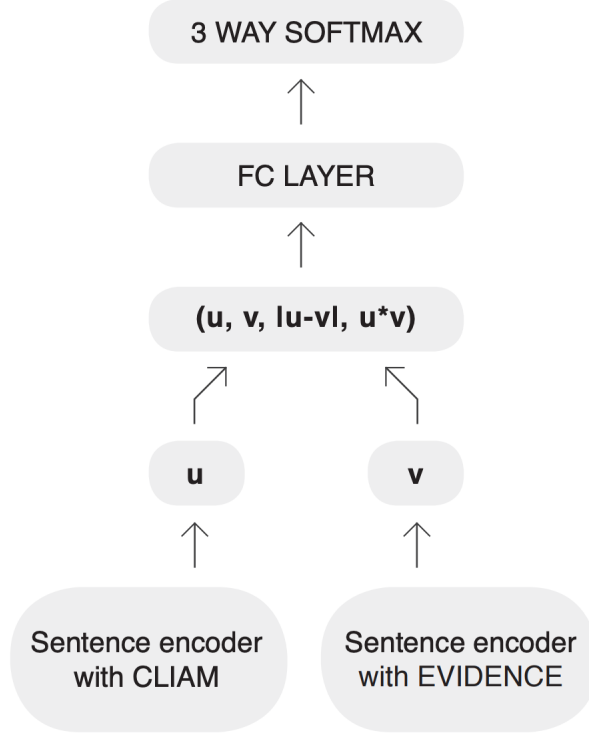 3 WAY SOFTMAX
FC LAYER
(u, v, |u-v|, u*v)
u
v
Sentence encoder
with CLIAM
Sentence encoder
with EVIDENCE